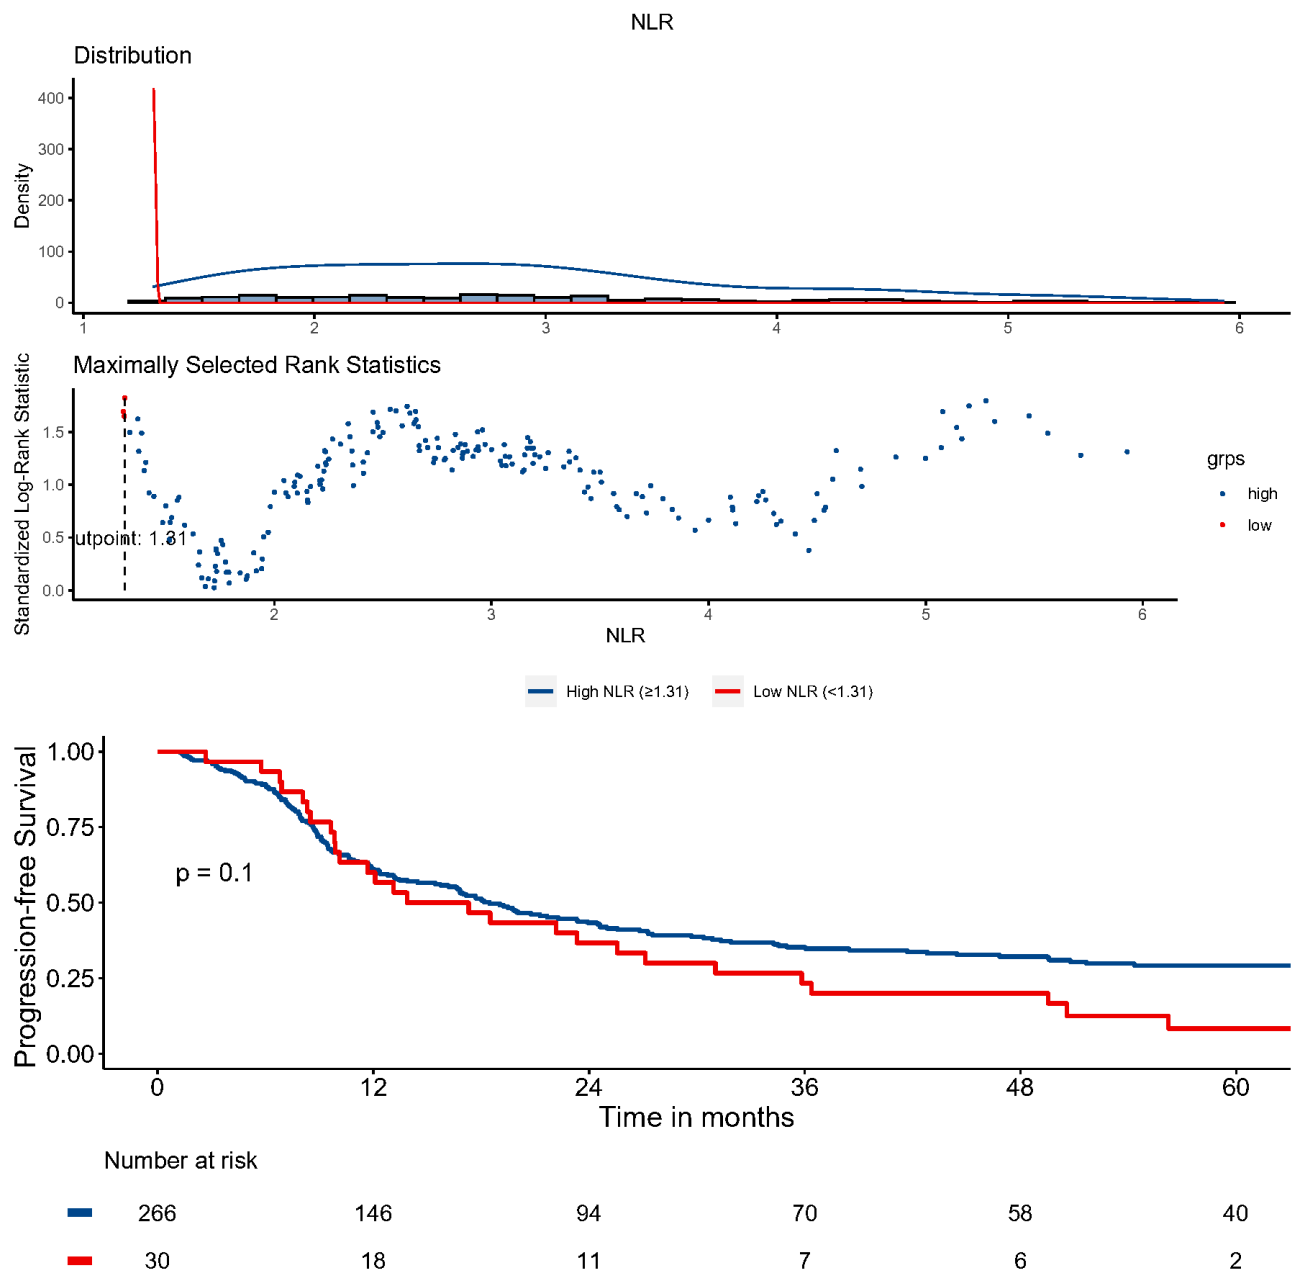 NLR
Distribution
Density
400
300
200
100
0
1 2 3 4 5 6
Maximally Selected Rank Statistics
Standardized Log-Rank Statistic
1.5
1.0
0.5
0.0
utpoint: 1.31
2 3 4 5 6
NLR
grps
high
low
High NLR (≥1.31) Low NLR (<1.31)
Progression-free Survival
1.00
0.75
0.50
0.25
0.00
p = 0.1
0 12 24 36 48 60
Time in months
Number at risk
266 146 94 70 58 40
30 18 11 7 6 2